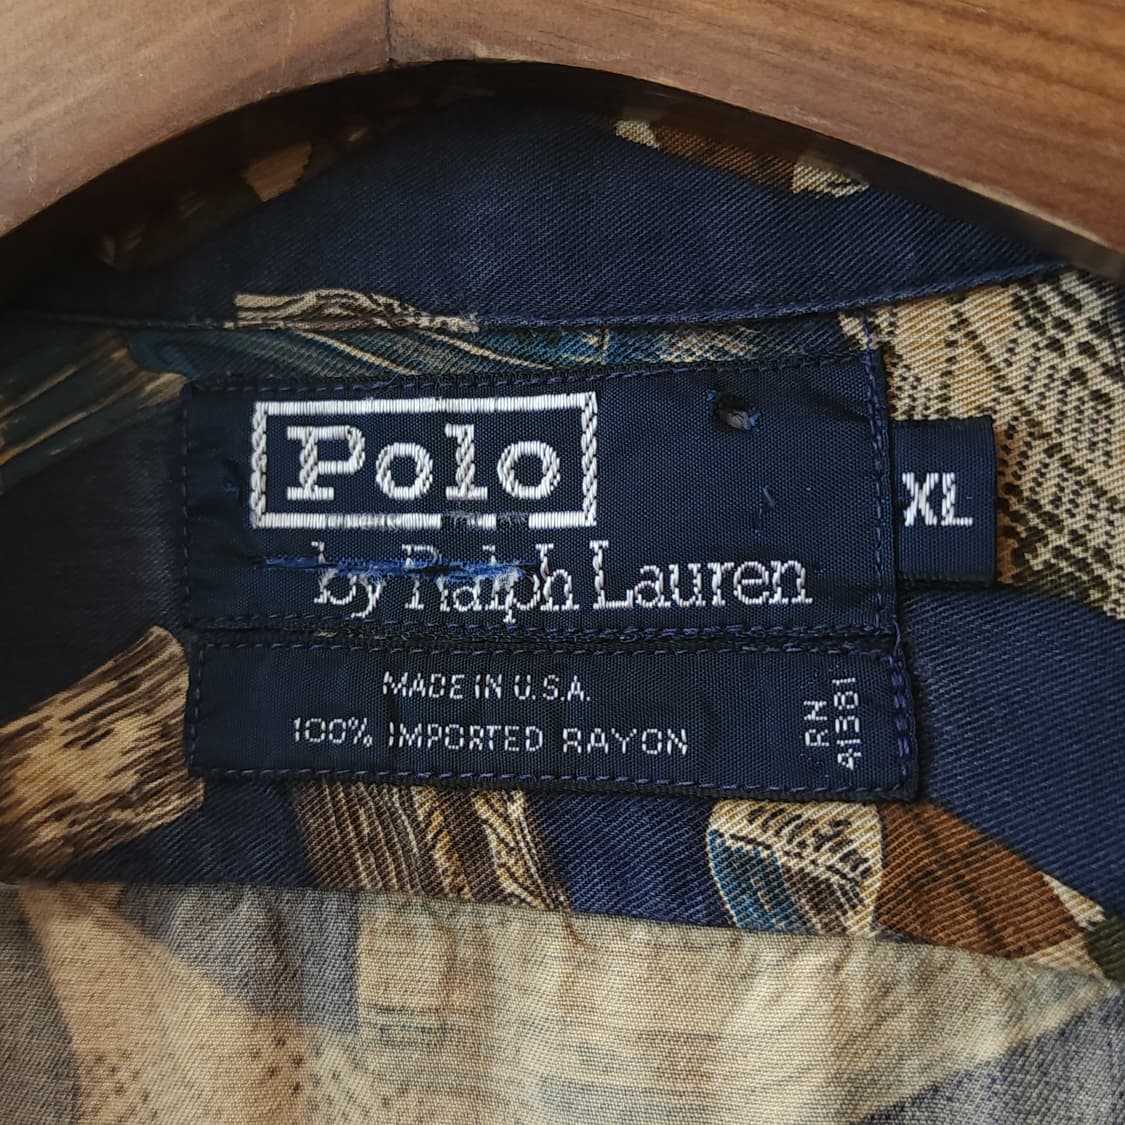 Polo
by Ralph Lauren
XL
MADE IN U.S.A.
100% IMPORTED RAYON
RN
41381